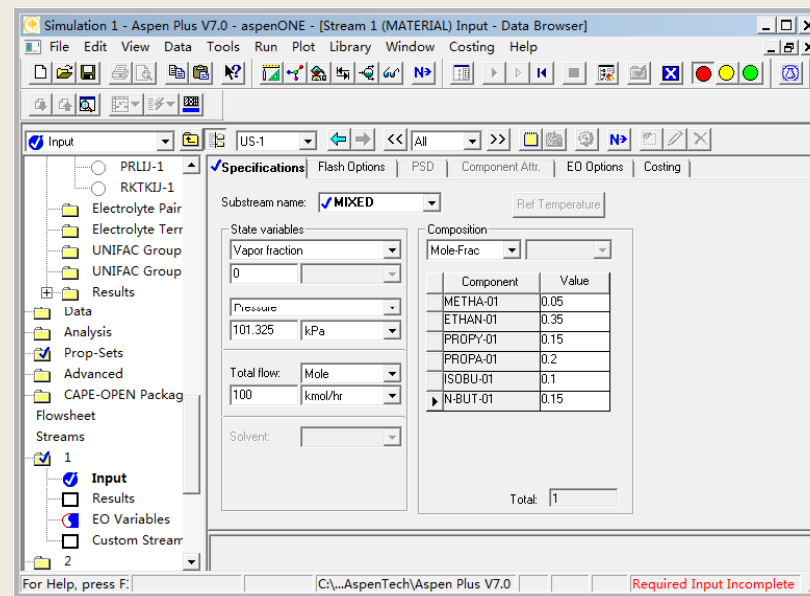 Simulation 1 - Aspen Plus V7.0 - aspenONE - [Stream 1 (MATERIAL) Input - Data Browser]
File Edit View Data Tools Run Plot Library Window Costing Help
Input US-1 << All >> N>
PRLIJ-1
RKTKIJ-1
Electrolyte Pair
Electrolyte Terr
UNIFAC Group
UNIFAC Group
Results
Data
Analysis
Prop-Sets
Advanced
CAPE-OPEN Packag
Flowsheet
Streams
1
Input
Results
EO Variables
Custom Stream
2
Specifications Flash Options PSD Component Attr. EO Options Costing
Substream name: MIXED Ref Temperature
State variables
Vapor fraction
0
Pressure
101.325 kPa
Total flow: Mole
100 kmol/hr
Solvent:
Composition
Mole-Frac
Component Value
METHA-01 0.05
ETHAN-01 0.35
PROPY-01 0.15
PROPA-01 0.2
ISOBU-01 0.1
N-BUT-01 0.15
Total: 1
For Help, press F: C:\...AspenTech\Aspen Plus V7.0 Required Input Incomplete